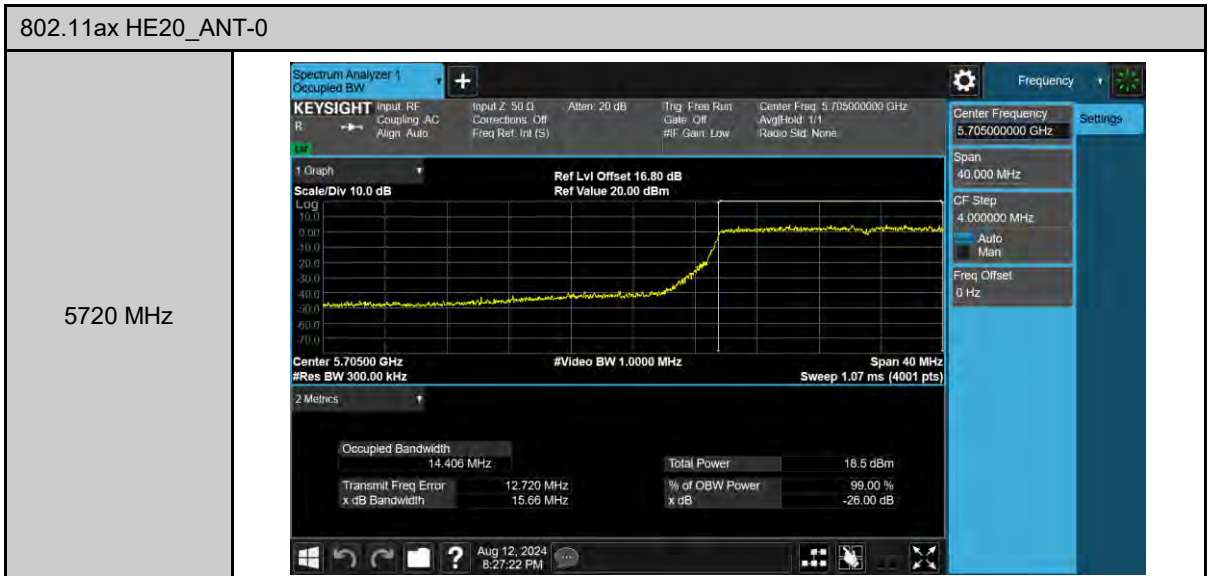 802.11ax HE20_ANT-0
5720 MHz
Spectrum Analyzer 1
Occupied BW
Frequency
KEYSIGHT
R
Input: RF
Coupling: AC
Align: Auto
Input Z: 50 Ω
Corrections: Off
Freq Ref: Int (S)
Atten: 20 dB
Trig: Free Run
Gate: Off
#IF Gain: Low
Center Freq: 5.705000000 GHz
Avg|Hold: 1/1
Radio Std: None
Center Frequency
5.705000000 GHz
Settings
Span
40.000 MHz
CF Step
4.000000 MHz
Auto
Man
Freq Offset
0 Hz
1 Graph
Scale/Div 10.0 dB
Ref Lvl Offset 16.80 dB
Ref Value 20.00 dBm
Log
10.0
0.00
-10.0
-20.0
-30.0
-40.0
-50.0
-60.0
-70.0
Center 5.70500 GHz
#Video BW 1.0000 MHz
Span 40 MHz
#Res BW 300.00 kHz
Sweep 1.07 ms (4001 pts)
2 Metrics
Occupied Bandwidth
14.406 MHz
Total Power 18.5 dBm
Transmit Freq Error 12.720 MHz
% of OBW Power 99.00 %
x dB Bandwidth 15.66 MHz
x dB -26.00 dB
?
Aug 12, 2024
8:27:22 PM